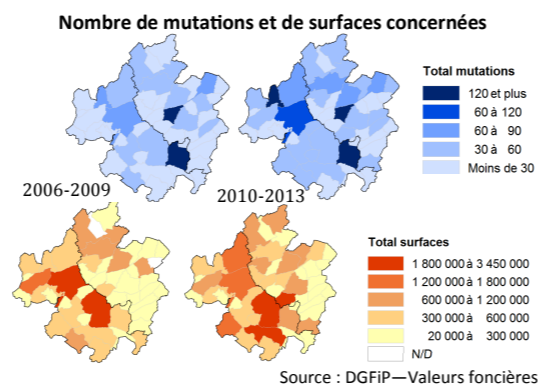 Nombre de mutations et de surfaces concernées
Total mutations
120 et plus
60 à 120
60 à 90
30 à 60
Moins de 30
2006-2009
2010-2013
Total surfaces
1 800 000 à 3 450 000
1 200 000 à 1 800 000
600 000 à 1 200 000
300 000 à 600 000
20 000 à 300 000
N/D
Source : DGFiP—Valeurs foncières